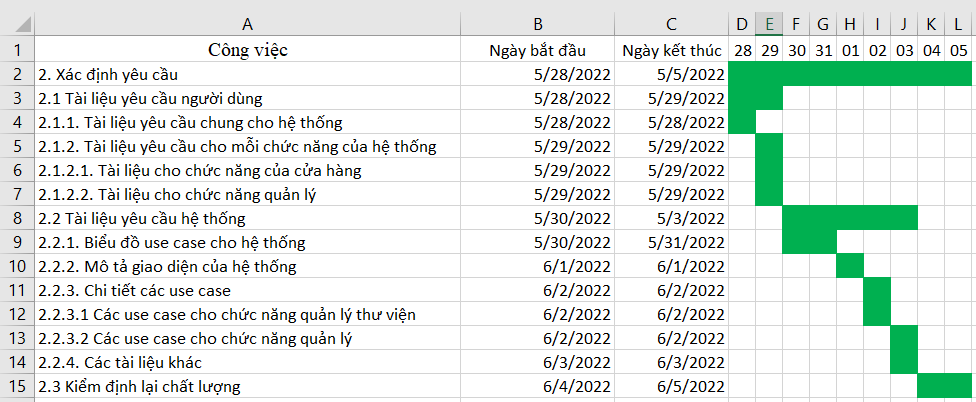 A B C D E F G H I J K L
1 Công việc Ngày bắt đầu Ngày kết thúc 28 29 30 31 01 02 03 04 05
2 2. Xác định yêu cầu 5/28/2022 5/5/2022
3 2.1 Tài liệu yêu cầu người dùng 5/28/2022 5/29/2022
4 2.1.1. Tài liệu yêu cầu chung cho hệ thống 5/28/2022 5/28/2022
5 2.1.2. Tài liệu yêu cầu cho mỗi chức năng của hệ thống 5/29/2022 5/29/2022
6 2.1.2.1. Tài liệu cho chức năng của cửa hàng 5/29/2022 5/29/2022
7 2.1.2.2. Tài liệu cho chức năng quản lý 5/29/2022 5/29/2022
8 2.2 Tài liệu yêu cầu hệ thống 5/30/2022 5/3/2022
9 2.2.1. Biểu đồ use case cho hệ thống 5/30/2022 5/31/2022
10 2.2.2. Mô tả giao diện của hệ thống 6/1/2022 6/1/2022
11 2.2.3. Chi tiết các use case 6/2/2022 6/2/2022
12 2.2.3.1 Các use case cho chức năng quản lý thư viện 6/2/2022 6/2/2022
13 2.2.3.2 Các use case cho chức năng quản lý 6/2/2022 6/2/2022
14 2.2.4. Các tài liệu khác 6/3/2022 6/3/2022
15 2.3 Kiểm định lại chất lượng 6/4/2022 6/5/2022